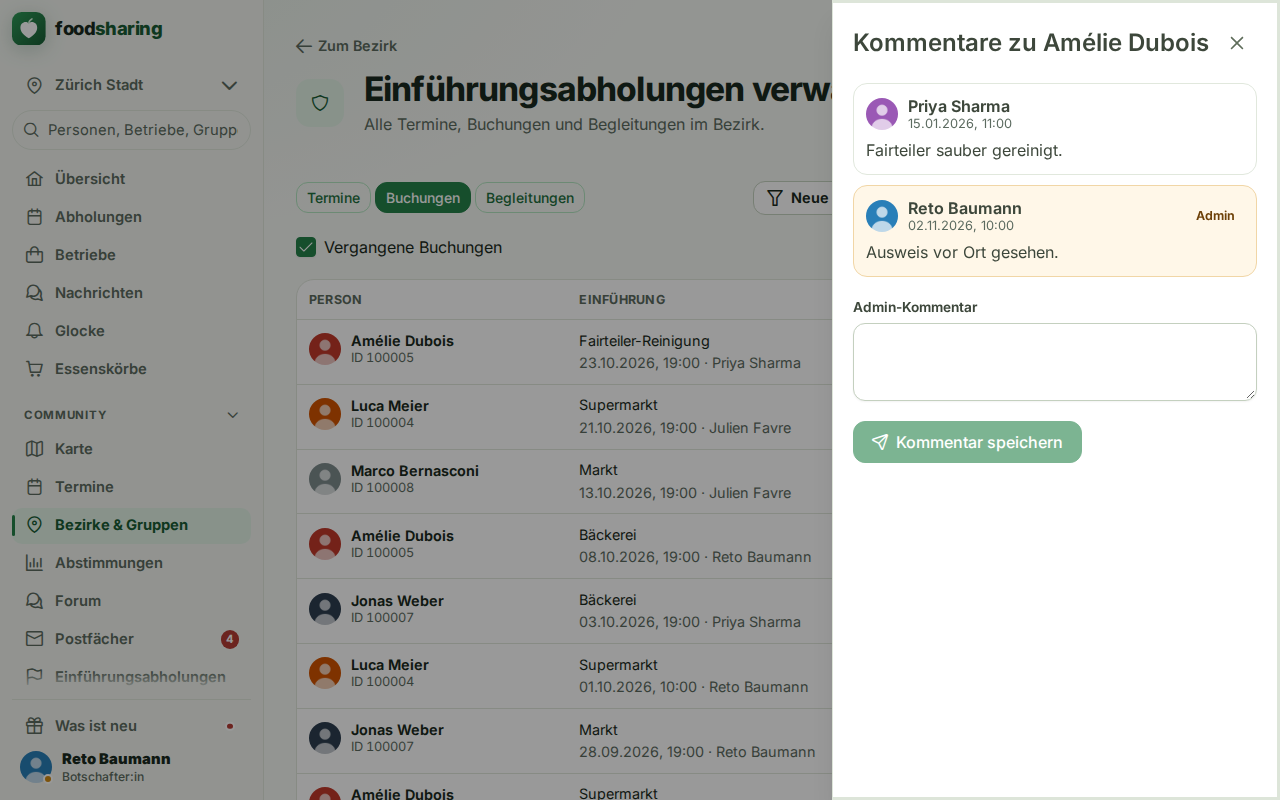 foodsharing
Zürich Stadt
Personen, Betriebe, Grupp
Übersicht
Abholungen
Betriebe
Nachrichten
Glocke
Essenskörbe
COMMUNITY
Karte
Termine
Bezirke & Gruppen
Abstimmungen
Forum
Postfächer 4
Einführungsabholungen
Was ist neu
Reto Baumann
Botschafter:in
Zum Bezirk
Einführungsabholungen verwa
Alle Termine, Buchungen und Begleitungen im Bezirk.
Termine Buchungen Begleitungen Neue
Vergangene Buchungen
PERSON EINFÜHRUNG
Amélie Dubois Fairteiler-Reinigung
ID 100005 23.10.2026, 19:00 · Priya Sharma
Luca Meier Supermarkt
ID 100004 21.10.2026, 19:00 · Julien Favre
Marco Bernasconi Markt
ID 100008 13.10.2026, 19:00 · Julien Favre
Amélie Dubois Bäckerei
ID 100005 08.10.2026, 19:00 · Reto Baumann
Jonas Weber Bäckerei
ID 100007 03.10.2026, 19:00 · Priya Sharma
Luca Meier Supermarkt
ID 100004 01.10.2026, 10:00 · Reto Baumann
Jonas Weber Markt
ID 100007 28.09.2026, 19:00 · Reto Baumann
Amélie Dubois Supermarkt
Kommentare zu Amélie Dubois
Priya Sharma
15.01.2026, 11:00
Fairteiler sauber gereinigt.
Reto Baumann Admin
02.11.2026, 10:00
Ausweis vor Ort gesehen.
Admin-Kommentar
Kommentar speichern